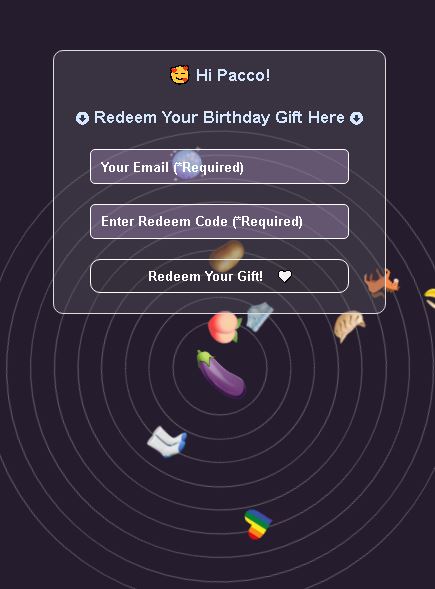 Hi Pacco!
Redeem Your Birthday Gift Here
Your Email (*Required)
Enter Redeem Code (*Required)
Redeem Your Gift!